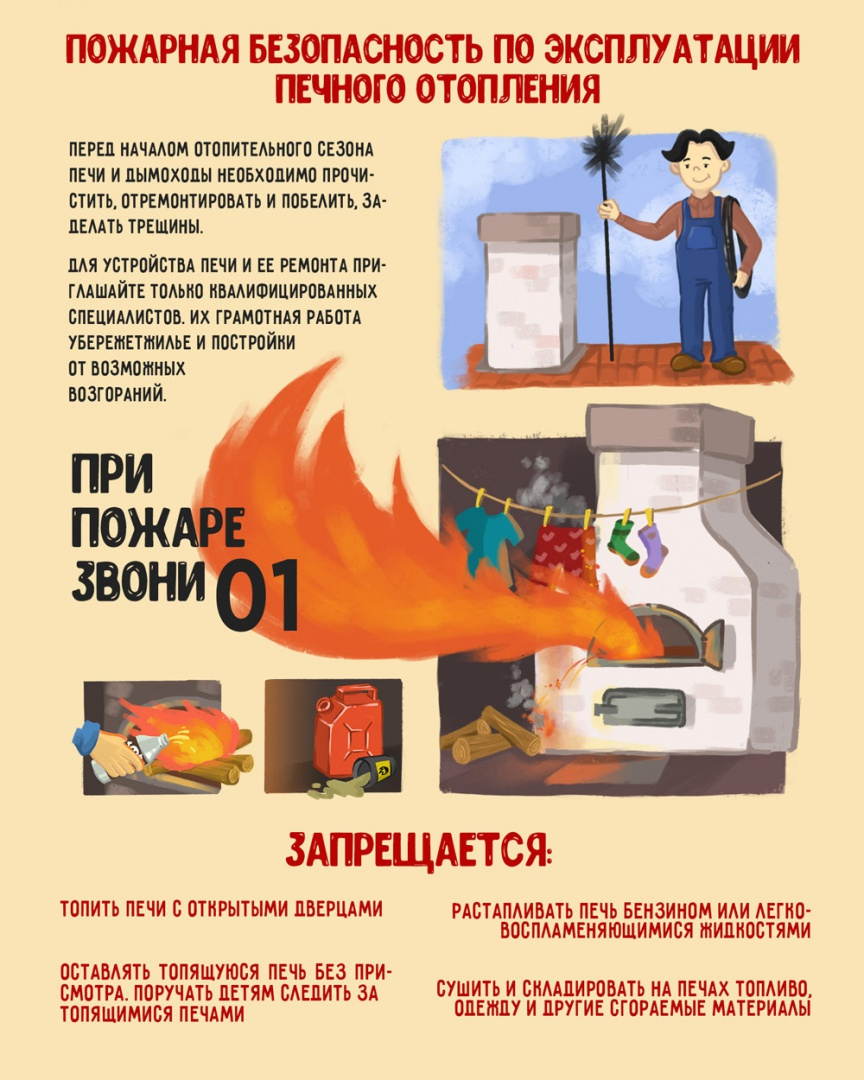 ПОЖАРНАЯ БЕЗОПАСНОСТЬ ПО ЭКСПЛУАТАЦИИ
ПЕЧНОГО ОТОПЛЕНИЯ
ПЕРЕД НАЧАЛОМ ОТОПИТЕЛЬНОГО СЕЗОНА
ПЕЧИ И ДЫМОХОДЫ НЕОБХОДИМО ПРОЧИ-
СТИТЬ, ОТРЕМОНТИРОВАТЬ И ПОБЕЛИТЬ, ЗА-
ДЕЛАТЬ ТРЕЩИНЫ.
ДЛЯ УСТРОЙСТВА ПЕЧИ И ЕЕ РЕМОНТА ПРИ-
ГЛАШАЙТЕ ТОЛЬКО КВАЛИФИЦИРОВАННЫХ
СПЕЦИАЛИСТОВ. ИХ ГРАМОТНАЯ РАБОТА
УБЕРЕЖЕТЖИЛЬЕ И ПОСТРОЙКИ
ОТ ВОЗМОЖНЫХ
ВОЗГОРАНИЙ.
ПРИ
ПОЖАРЕ
ЗВОНИ 01
ЗАПРЕЩАЕТСЯ:
ТОПИТЬ ПЕЧИ С ОТКРЫТЫМИ ДВЕРЦАМИ
ОСТАВЛЯТЬ ТОПЯЩУЮСЯ ПЕЧЬ БЕЗ ПРИ-
СМОТРА. ПОРУЧАТЬ ДЕТЯМ СЛЕДИТЬ ЗА
ТОПЯЩИМИСЯ ПЕЧАМИ
РАСТАПЛИВАТЬ ПЕЧЬ БЕНЗИНОМ ИЛИ ЛЕГКО-
ВОСПЛАМЕНЯЮЩИМИСЯ ЖИДКОСТЯМИ
СУШИТЬ И СКЛАДИРОВАТЬ НА ПЕЧАХ ТОПЛИВО,
ОДЕЖДУ И ДРУГИЕ СГОРАЕМЫЕ МАТЕРИАЛЫ